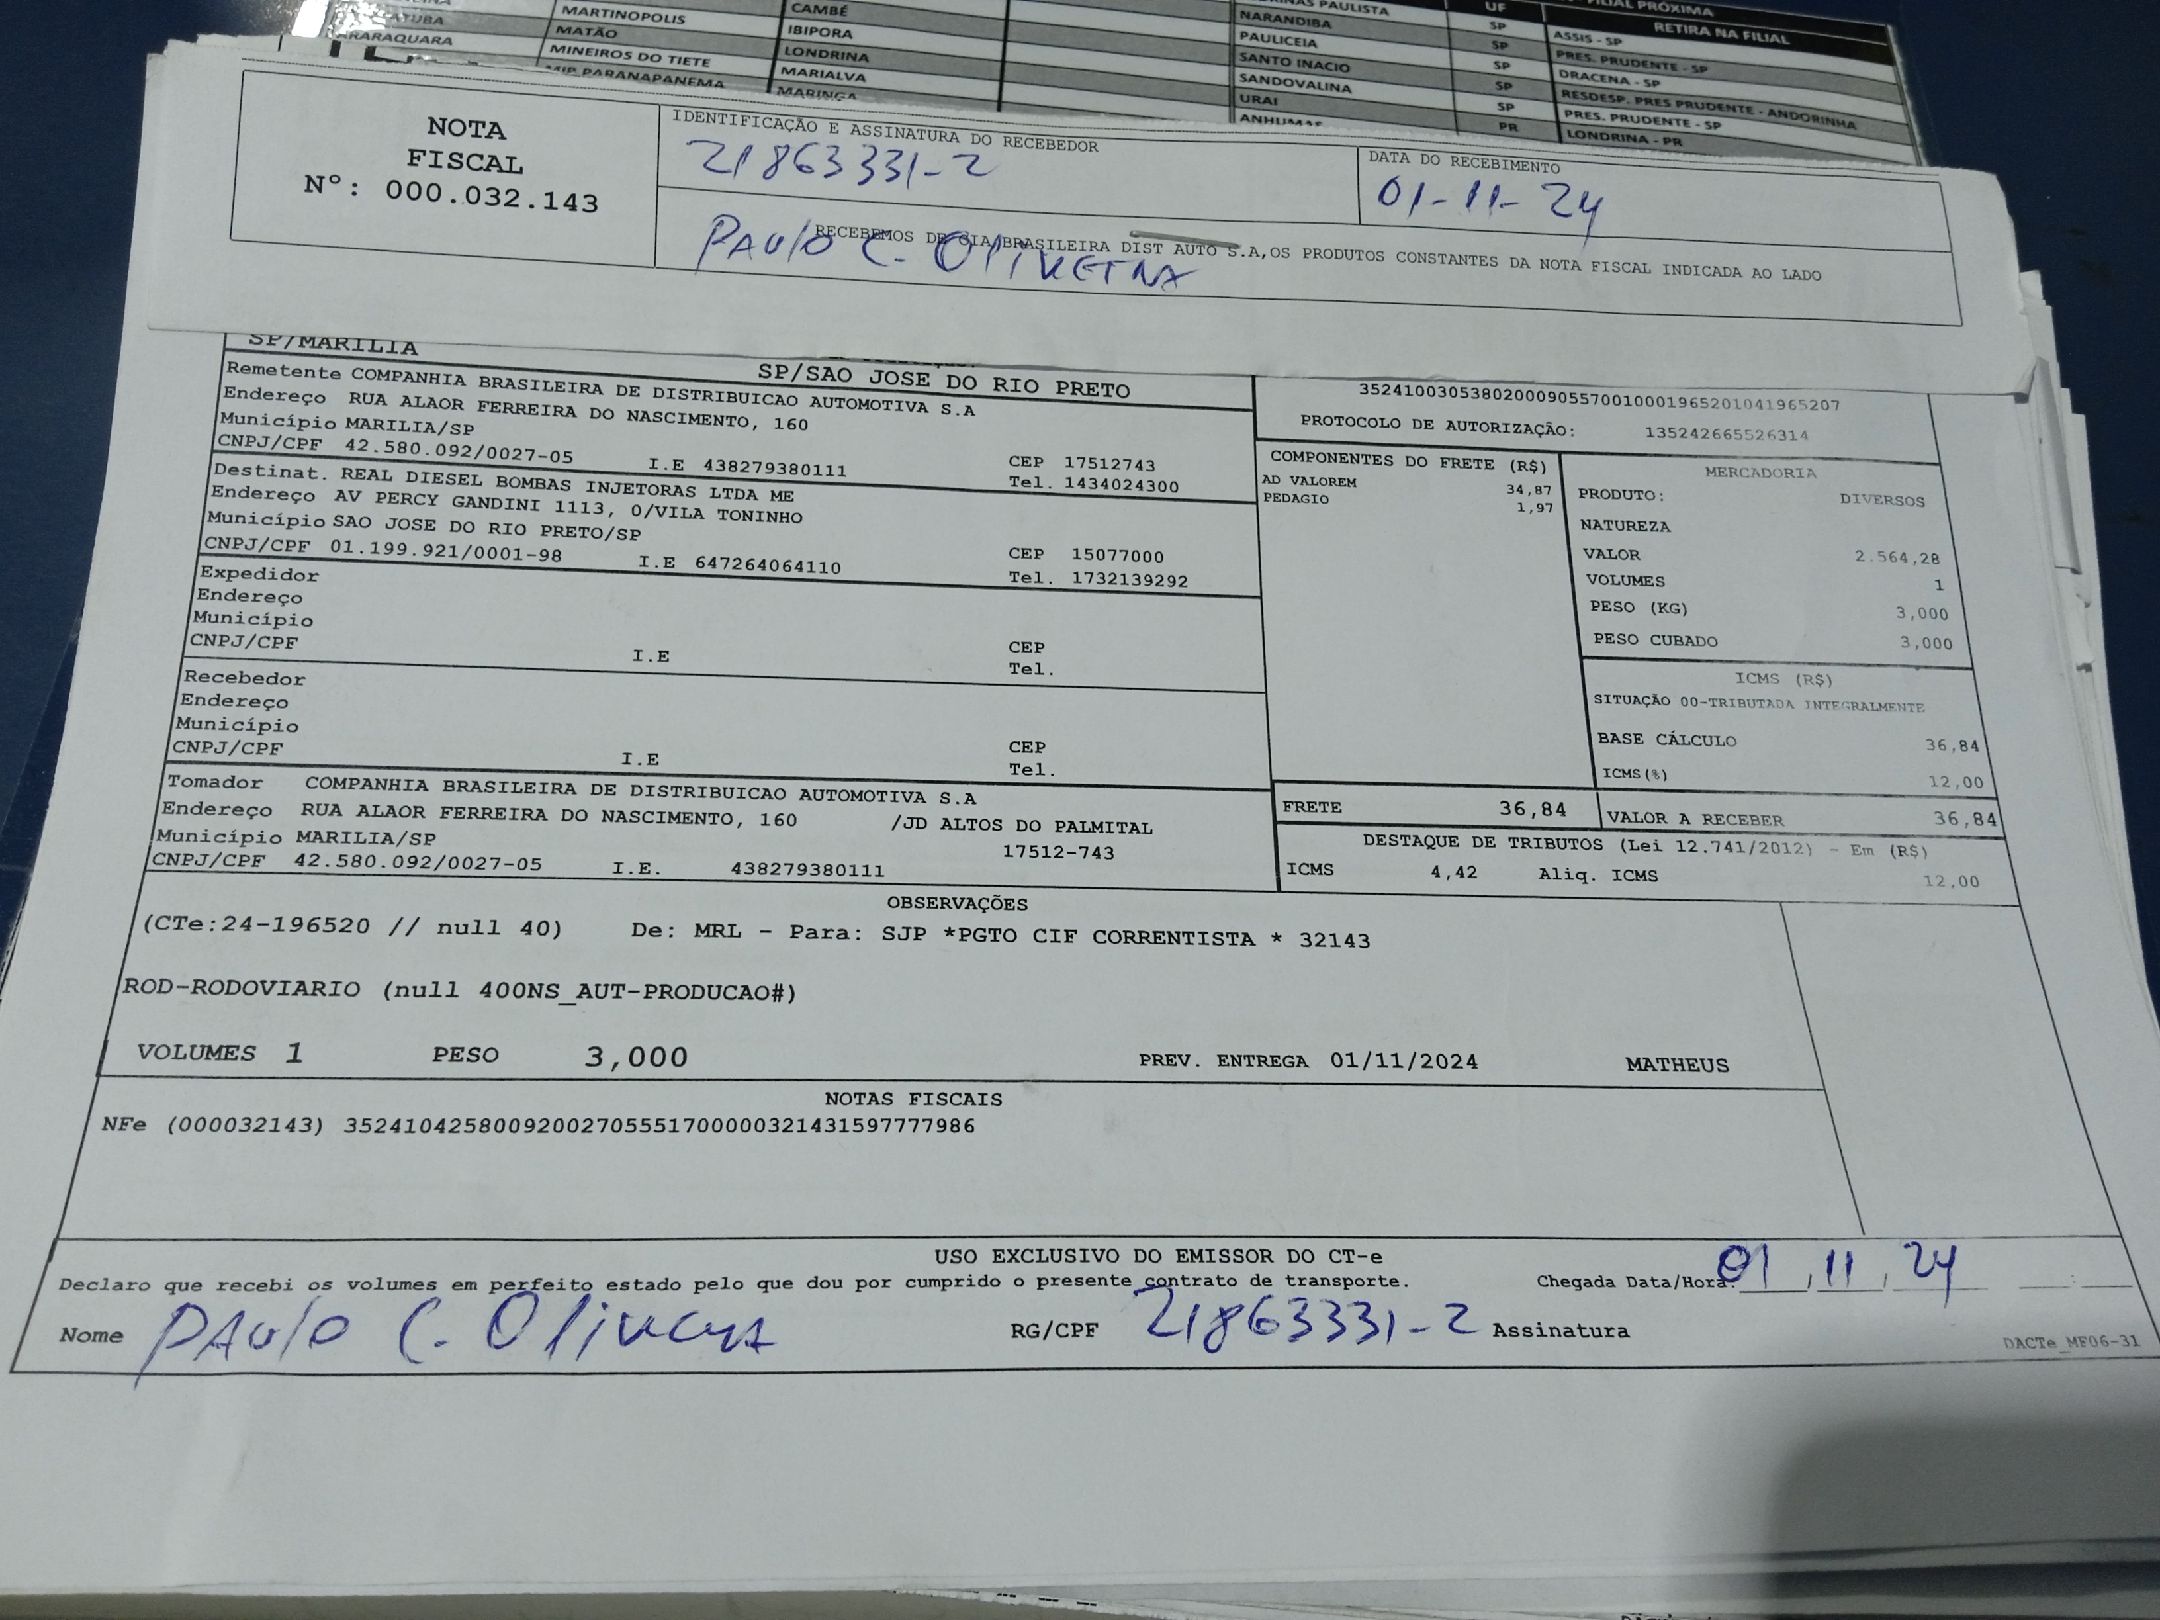 MARTINOPOLIS CAMBÉ
MATÃO IBIPORA
ARARAQUARA MINEIROS DO TIETE LONDRINA
MARIALVA
MARINGA
PAULISTA UF FILIAL PRÓXIMA
NARANDIBA SP ASSIS - SP RETIRA NA FILIAL
PAULICEIA SP PRES. PRUDENTE - SP
SANTO INACIO SP DRACENA - SP
SANDOVALINA SP RESDESP. PRES PRUDENTE - ANDORINHA
URAI SP PRES. PRUDENTE - SP
ANHUMAS PR LONDRINA - PR
NOTA
FISCAL
Nº: 000.032.143
IDENTIFICAÇÃO E ASSINATURA DO RECEBEDOR
21863331-2
DATA DO RECEBIMENTO
01-11-24
RECEBEMOS DE CIA BRASILEIRA DIST AUTO S.A,OS PRODUTOS CONSTANTES DA NOTA FISCAL INDICADA AO LADO
PAulo C. OliVEIRA
SP/MARILIA SP/SAO JOSE DO RIO PRETO
Remetente COMPANHIA BRASILEIRA DE DISTRIBUICAO AUTOMOTIVA S.A
Endereço RUA ALAOR FERREIRA DO NASCIMENTO, 160
Município MARILIA/SP CEP 17512743
CNPJ/CPF 42.580.092/0027-05 I.E 438279380111 Tel. 1434024300
Destinat. REAL DIESEL BOMBAS INJETORAS LTDA ME
Endereço AV PERCY GANDINI 1113, 0/VILA TONINHO
Município SAO JOSE DO RIO PRETO/SP CEP 15077000
CNPJ/CPF 01.199.921/0001-98 I.E 647264064110 Tel. 1732139292
Expedidor
Endereço
Município CEP
CNPJ/CPF I.E Tel.
Recebedor
Endereço
Município CEP
CNPJ/CPF I.E Tel.
Tomador COMPANHIA BRASILEIRA DE DISTRIBUICAO AUTOMOTIVA S.A
Endereço RUA ALAOR FERREIRA DO NASCIMENTO, 160 /JD ALTOS DO PALMITAL
Município MARILIA/SP 17512-743
CNPJ/CPF 42.580.092/0027-05 I.E. 438279380111
35241003053802000905570010001965201041965207
PROTOCOLO DE AUTORIZAÇÃO: 135242665526314
COMPONENTES DO FRETE (R$)
AD VALOREM 34,87
PEDAGIO 1,97
MERCADORIA
PRODUTO: DIVERSOS
NATUREZA
VALOR 2.564,28
VOLUMES 1
PESO (KG) 3,000
PESO CUBADO 3,000
ICMS (R$)
SITUAÇÃO 00-TRIBUTADA INTEGRALMENTE
BASE CÁLCULO 36,84
ICMS(%) 12,00
FRETE 36,84 VALOR A RECEBER 36,84
DESTAQUE DE TRIBUTOS (Lei 12.741/2012) - Em (R$)
ICMS 4,42 Aliq. ICMS 12,00
OBSERVAÇÕES
(CTe:24-196520 // null 40) De: MRL - Para: SJP *PGTO CIF CORRENTISTA * 32143
ROD-RODOVIARIO (null 400NS_AUT-PRODUCAO#)
VOLUMES 1 PESO 3,000 PREV. ENTREGA 01/11/2024 MATHEUS
NOTAS FISCAIS
NFe (000032143) 35241042580092002705551700000321431597777986
USO EXCLUSIVO DO EMISSOR DO CT-e
Declaro que recebi os volumes em perfeito estado pelo que dou por cumprido o presente contrato de transporte. Chegada Data/Hora: 01, 11, 24 :
Nome PAulo C. Oliveira RG/CPF 21863331-2 Assinatura
DACTe_MF06-31